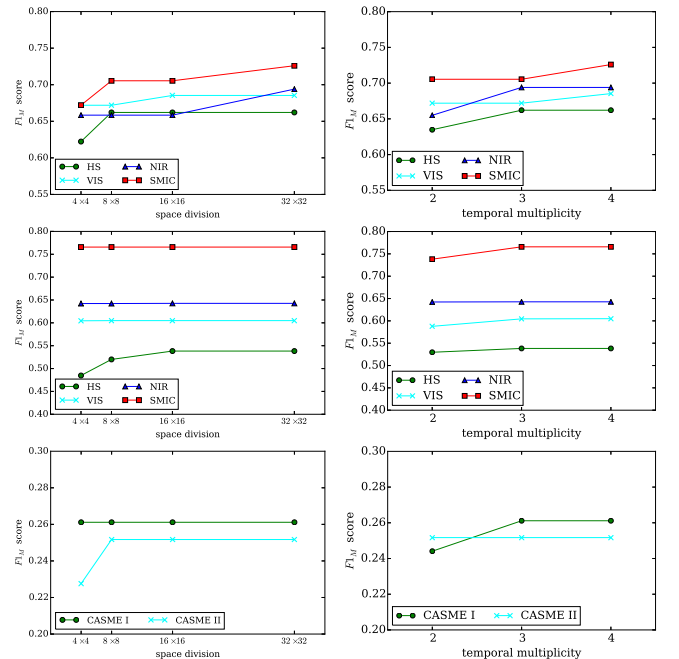 0.80
0.75
0.70
0.65
0.60
0.55
F1M score
HS
VIS
NIR
SMIC
4 ×4
8 ×8
16 ×16
32 ×32
space division
0.80
0.75
0.70
0.65
0.60
0.55
F1M score
HS
VIS
NIR
SMIC
2
3
4
temporal multiplicity
0.80
0.75
0.70
0.65
0.60
0.55
0.50
0.45
0.40
F1M score
HS
VIS
NIR
SMIC
4 ×4
8 ×8
16 ×16
32 ×32
space division
0.80
0.75
0.70
0.65
0.60
0.55
0.50
0.45
0.40
F1M score
HS
VIS
NIR
SMIC
2
3
4
temporal multiplicity
0.30
0.28
0.26
0.24
0.22
0.20
F1M score
CASME I
CASME II
4 ×4
8 ×8
16 ×16
32 ×32
space division
0.30
0.28
0.26
0.24
0.22
0.20
F1M score
CASME I
CASME II
2
3
4
temporal multiplicity